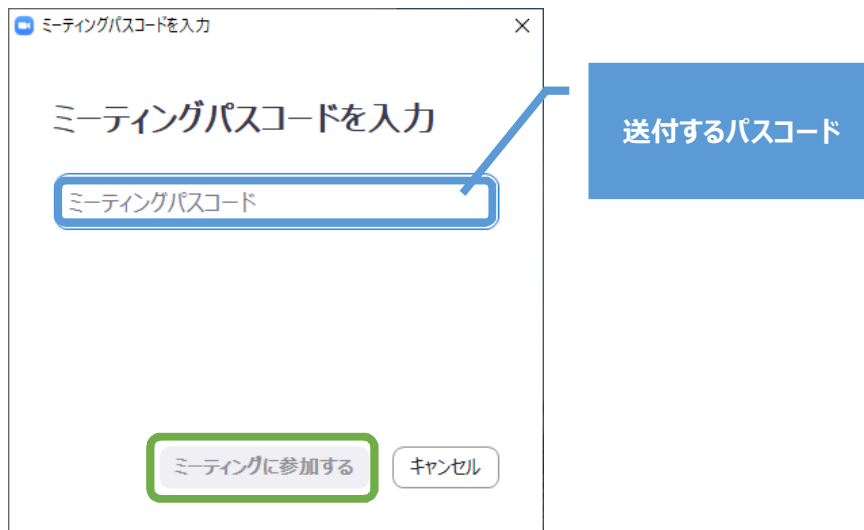 ミーティングパスコードを入力
ミーティングパスコードを入力
送付するパスコード
ミーティングパスコード
ミーティングに参加する
キャンセル